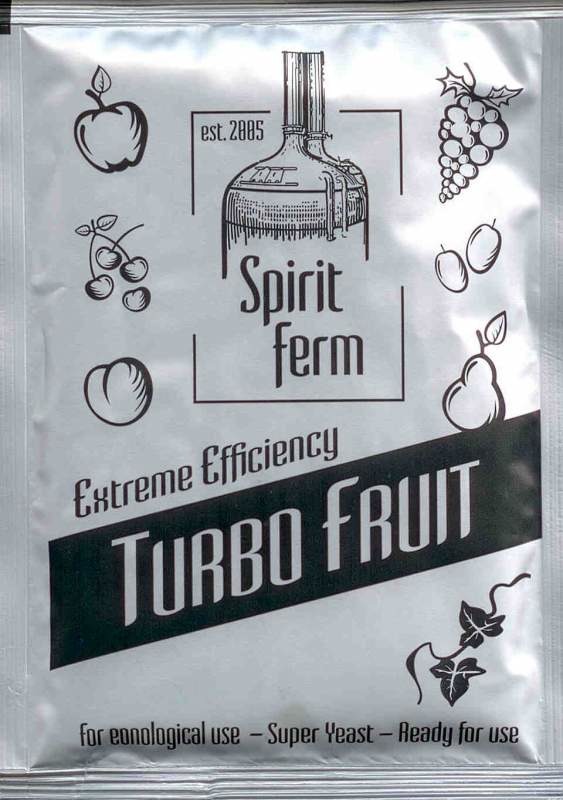 est. 2005
Spirit
ferm
Extreme Efficiency
TURBO FRUIT
for eonological use – Super Yeast – Ready for use